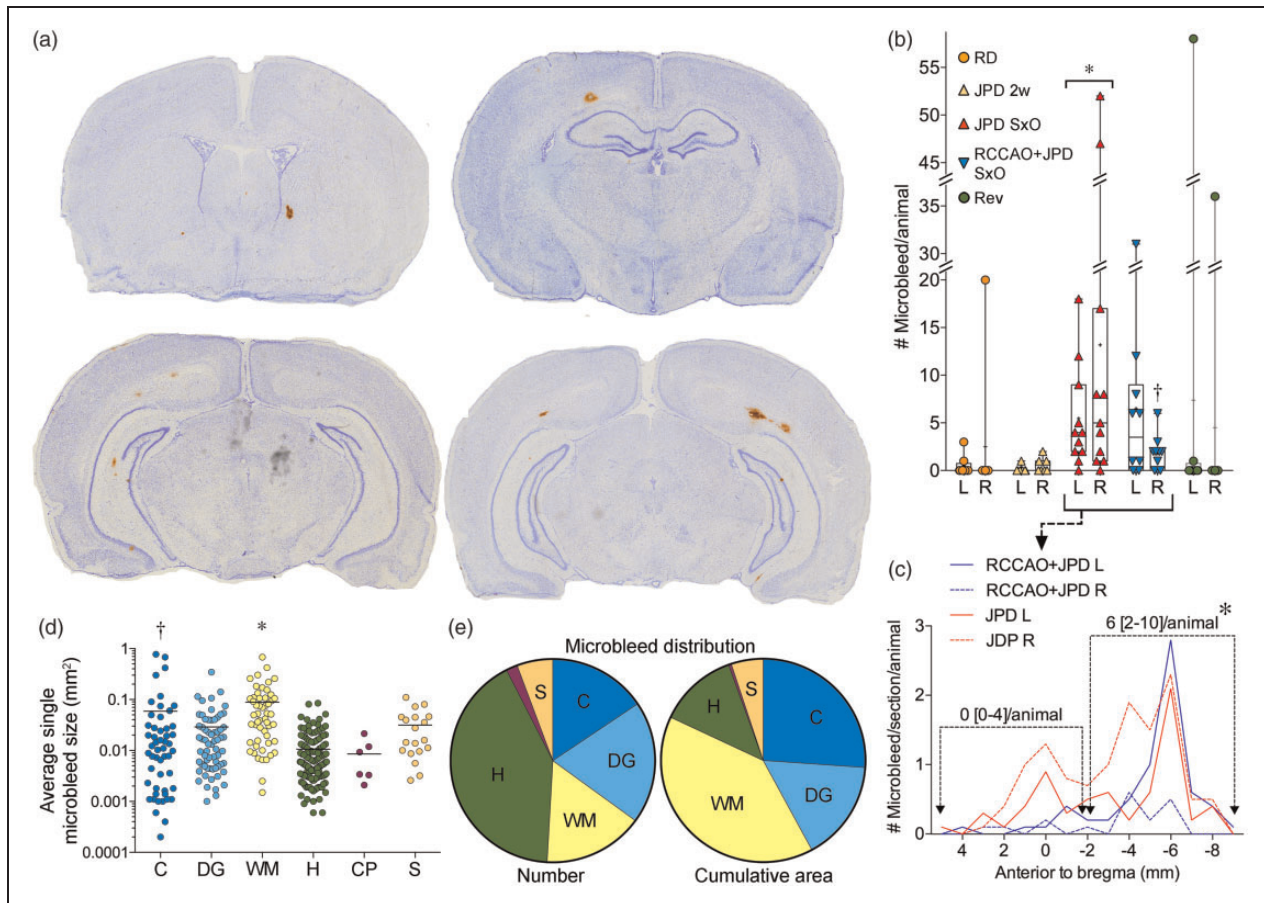 (a)
(b)
RD
JPD 2w
JPD SxO
RCCAO+JPD
SxO
Rev
*
†
# Microbleed/animal
55
50
45
35
30
20
15
10
5
0
L R L R L R L R L R
(c)
RCCAO+JPD L
RCCAO+JPD R
JPD L
JDP R
6 [2-10]/animal*
0 [0-4]/animal
# Microbleed/section/animal
3
2
1
0
4 2 0 -2 -4 -6 -8
Anterior to bregma (mm)
(d)
† *
Average single
microbleed size (mm2)
1
0.1
0.01
0.001
0.0001
C DG WM H CP S
(e)
Microbleed distribution
S C DG WM H
S C DG WM H
Number Cumulative area